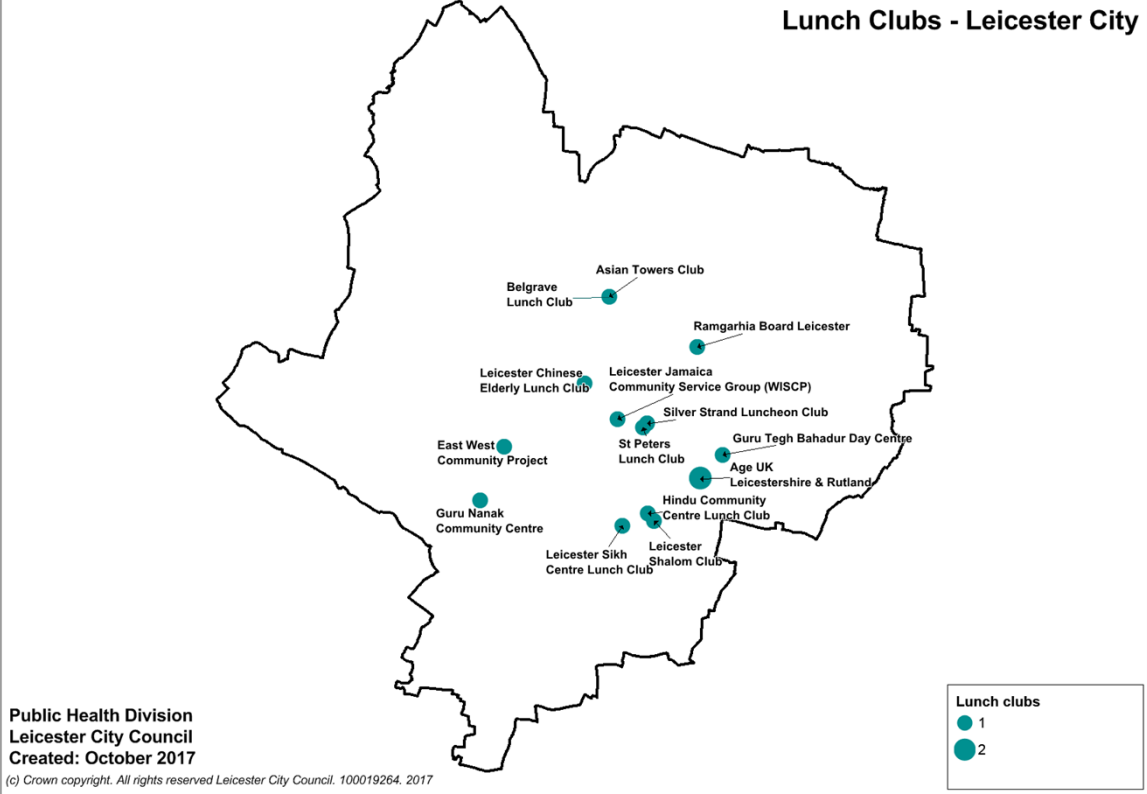 Lunch Clubs - Leicester City
Asian Towers Club
Belgrave
Lunch Club
Ramgarhia Board Leicester
Leicester Chinese
Elderly Lunch Club
Leicester Jamaica
Community Service Group (WISCP)
Silver Strand Luncheon Club
St Peters
Lunch Club
Guru Tegh Bahadur Day Centre
East West
Community Project
Age UK
Leicestershire & Rutland
Hindu Community
Centre Lunch Club
Guru Nanak
Community Centre
Leicester
Shalom Club
Leicester Sikh
Centre Lunch Club
Lunch clubs
1
2
Public Health Division
Leicester City Council
Created: October 2017
(c) Crown copyright. All rights reserved Leicester City Council. 100019264. 2017